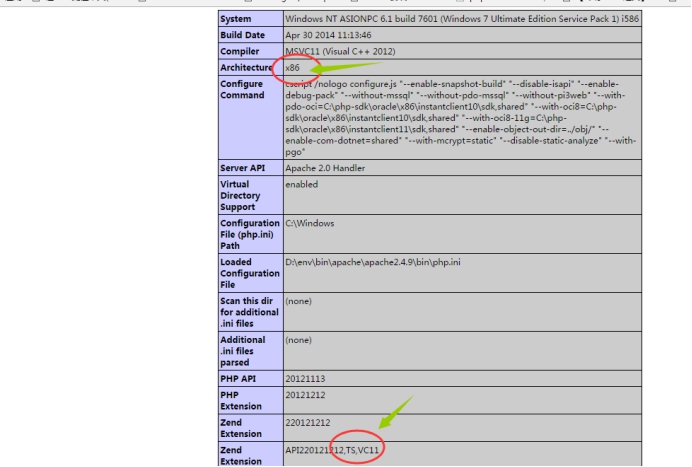 System Windows NT ASIONPC 6.1 build 7601 (Windows 7 Ultimate Edition Service Pack 1) i586
Build Date Apr 30 2014 11:13:46
Compiler MSVC11 (Visual C++ 2012)
Architecture x86
Configure Command cscript /nologo configure.js "--enable-snapshot-build" "--disable-isapi" "--enable-
debug-pack" "--without-mssql" "--without-pdo-mssql" "--without-pi3web" "--with-
pdo-oci=C:\php-sdk\oracle\x86\instantclient10\sdk,shared" "--with-oci8=C:\php-
sdk\oracle\x86\instantclient10\sdk,shared" "--with-oci8-11g=C:\php-
sdk\oracle\x86\instantclient11\sdk,shared" "--enable-object-out-dir=../obj/" "--
enable-com-dotnet=shared" "--with-mcrypt=static" "--disable-static-analyze" "--with-
pgo"
Server API Apache 2.0 Handler
Virtual Directory Support enabled
Configuration File (php.ini) Path C:\Windows
Loaded Configuration File D:\env\bin\apache\apache2.4.9\bin\php.ini
Scan this dir for additional .ini files (none)
Additional .ini files parsed (none)
PHP API 20121113
PHP Extension 20121212
Zend Extension 220121212
Zend Extension API220121212,TS,VC11